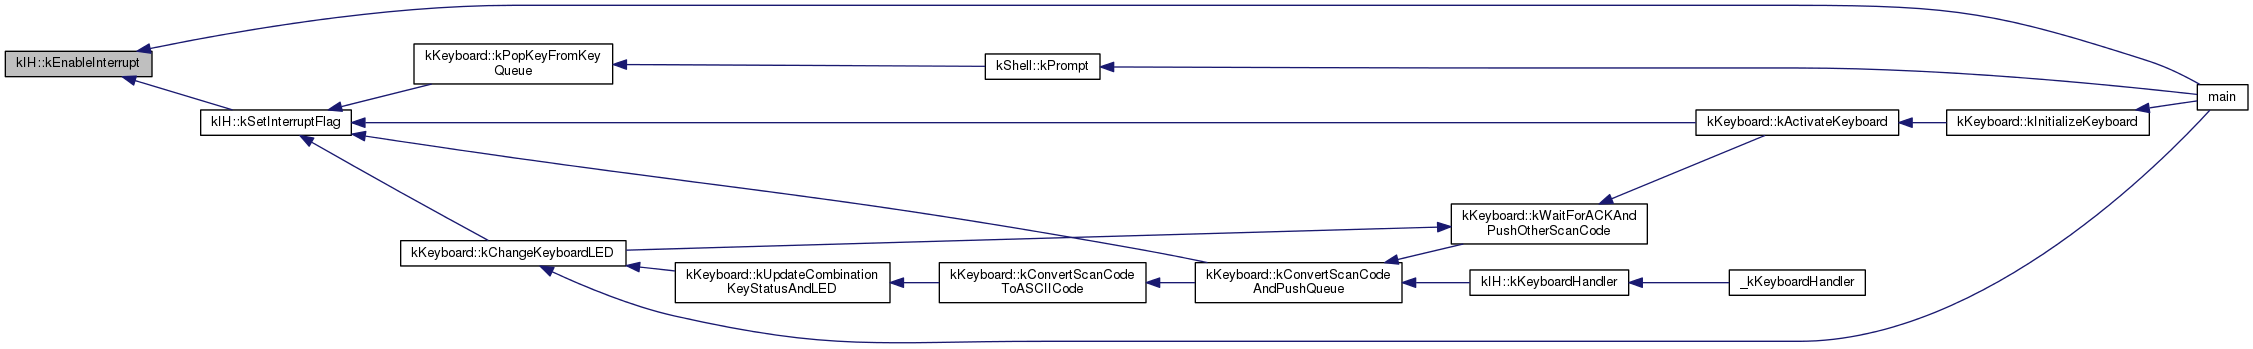 kIH::kEnableInterrupt
kKeyboard::kPopKeyFromKey
Queue
kShell::kPrompt
main
kIH::kSetInterruptFlag
kKeyboard::kActivateKeyboard
kKeyboard::kInitializeKeyboard
kKeyboard::kWaitForACKAnd
PushOtherScanCode
kKeyboard::kChangeKeyboardLED
kKeyboard::kUpdateCombination
KeyStatusAndLED
kKeyboard::kConvertScanCode
ToASCIICode
kKeyboard::kConvertScanCode
AndPushQueue
kIH::kKeyboardHandler
_kKeyboardHandler